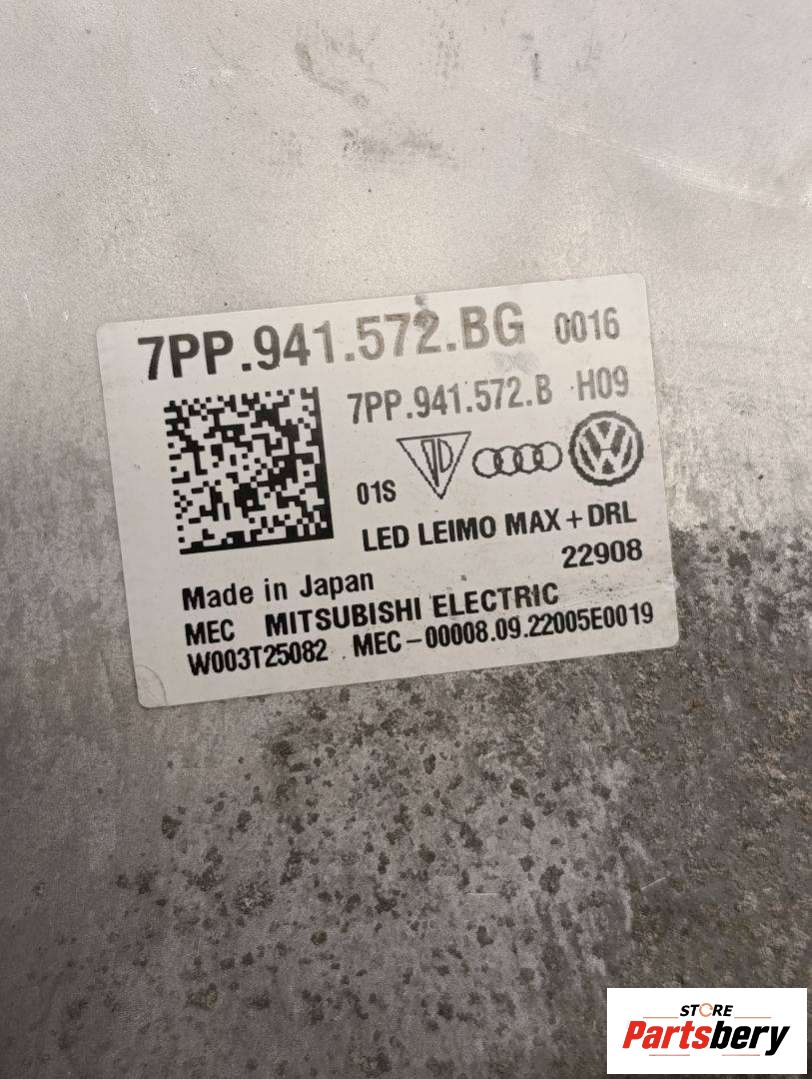 7PP.941.572.BG 0016
7PP.941.572.B H09
01S
LED LEIMO MAX+DRL
22908
Made in Japan
MEC MITSUBISHI ELECTRIC
W003T25082 MEC-00008.09.22005E0019
STORE
Partsbery